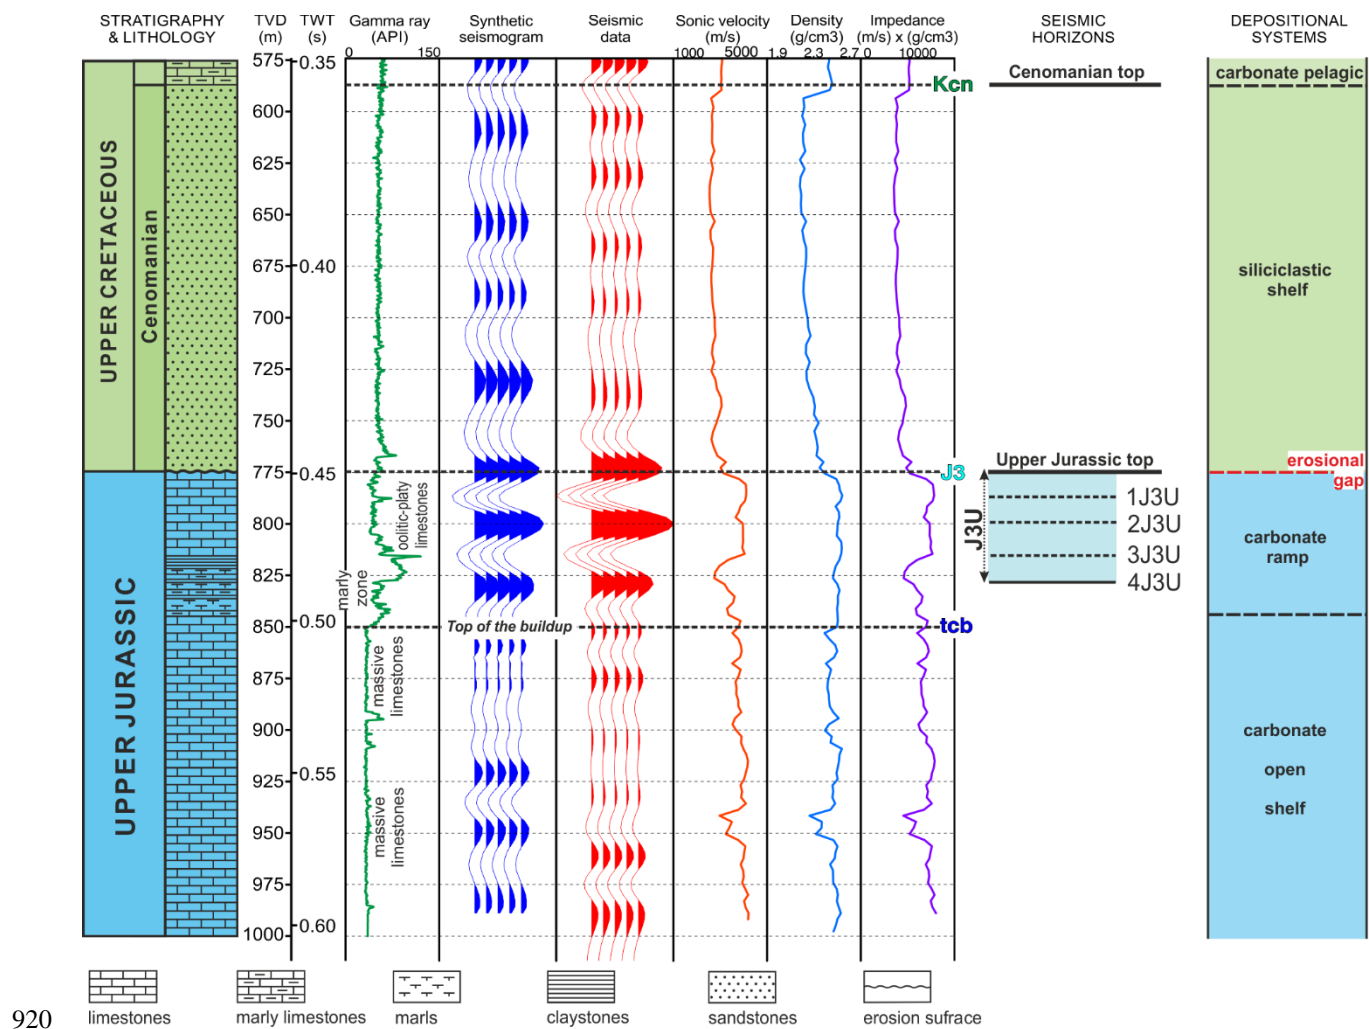 STRATIGRAPHY
& LITHOLOGY
TVD
(m)
TWT
(s)
Gamma ray
(API)
0 150
Synthetic
seismogram
Seismic
data
Sonic velocity
(m/s)
1000 5000
Density
(g/cm3)
1.9 2.3 2.7
Impedance
(m/s) x (g/cm3)
0 10000
SEISMIC
HORIZONS
DEPOSITIONAL
SYSTEMS
575
600
625
650
675
700
725
750
775
800
825
850
875
900
925
950
975
1000
0.35
0.40
0.45
0.50
0.55
0.60
UPPER CRETACEOUS
Cenomanian
UPPER JURASSIC
oolitic-platy
limestones
marly
zone
massive
limestones
massive
limestones
Top of the buildup
Kcn
J3
tcb
Cenomanian top
Upper Jurassic top
J3U
1J3U
2J3U
3J3U
4J3U
carbonate pelagic
siliciclastic
shelf
erosional
gap
carbonate
ramp
carbonate
open
shelf
920
limestones
marly limestones
marls
claystones
sandstones
erosion sufrace